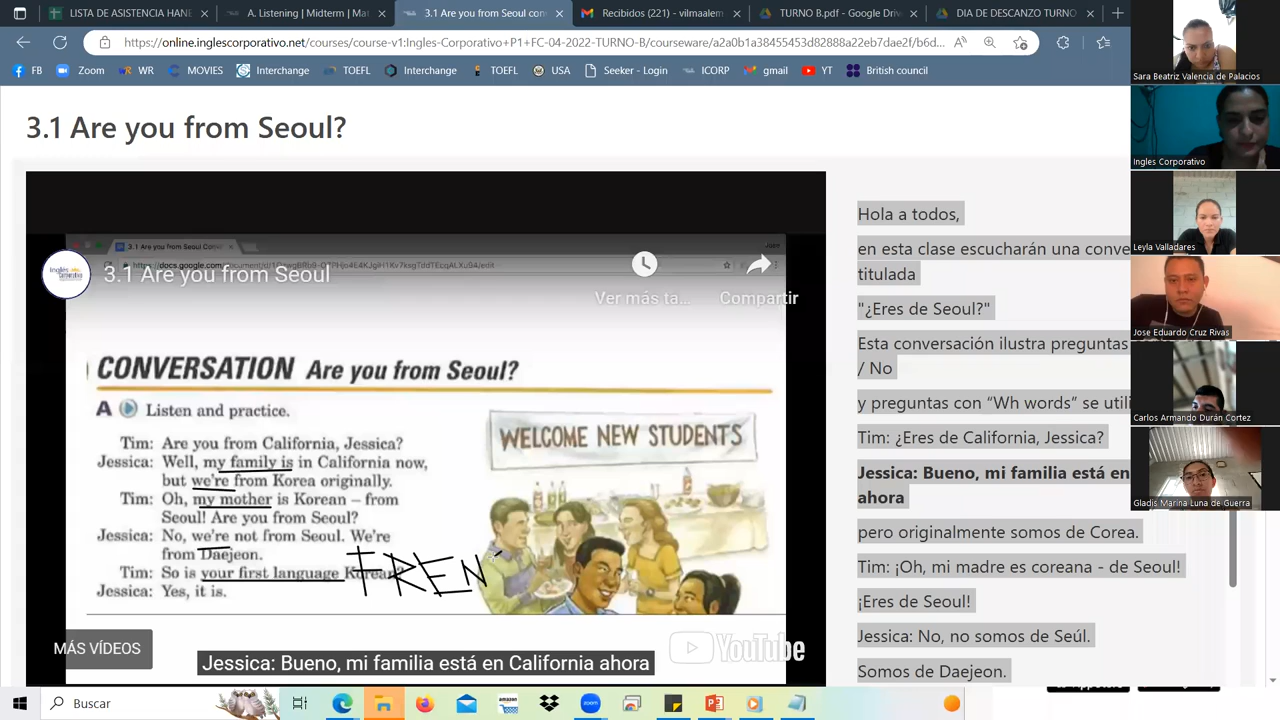 LISTA DE ASISTENCIA HANE
A. Listening | Midterm | Mat
3.1 Are you from Seoul con
Recibidos (221) - vilmaalem
TURNO B.pdf - Google Driv
DIA DE DESCANZO TURNO
https://online.inglescorporativo.net/courses/course-v1:Ingles-Corporativo+P1+FC-04-2022-TURNO-B/courseware/a2a0b1a38455453d82888a22eb7dae2f/b6d...
FB Zoom WR MOVIES Interchange TOEFL Interchange TOEFL USA Seeker - Login ICORP gmail YT British council
3.1 Are you from Seoul?
3.1 Are you from Seoul
Ver más ta...
Compartir
CONVERSATION Are you from Seoul?
A Listen and practice.
Tim: Are you from California, Jessica?
Jessica: Well, my family is in California now,
but we're from Korea originally.
Tim: Oh, my mother is Korean – from
Seoul! Are you from Seoul?
Jessica: No, we're not from Seoul. We're
from Daejeon.
Tim: So is your first language Korean?
Jessica: Yes, it is.
FREN
WELCOME NEW STUDENTS
MÁS VÍDEOS
YouTube
Jessica: Bueno, mi familia está en California ahora
Hola a todos,
en esta clase escucharán una conve
titulada
"¿Eres de Seoul?"
Esta conversación ilustra preguntas
/ No
y preguntas con “Wh words” se utili
Tim: ¿Eres de California, Jessica?
Jessica: Bueno, mi familia está en
ahora
pero originalmente somos de Corea.
Tim: ¡Oh, mi madre es coreana - de Seoul!
¡Eres de Seoul!
Jessica: No, no somos de Seúl.
Somos de Daejeon.
Sara Beatriz Valencia de Palacios
Ingles Corporativo
Leyla Valladares
Jose Eduardo Cruz Rivas
Carlos Armando Durán Cortez
Gladis Marina Luna de Guerra
Buscar